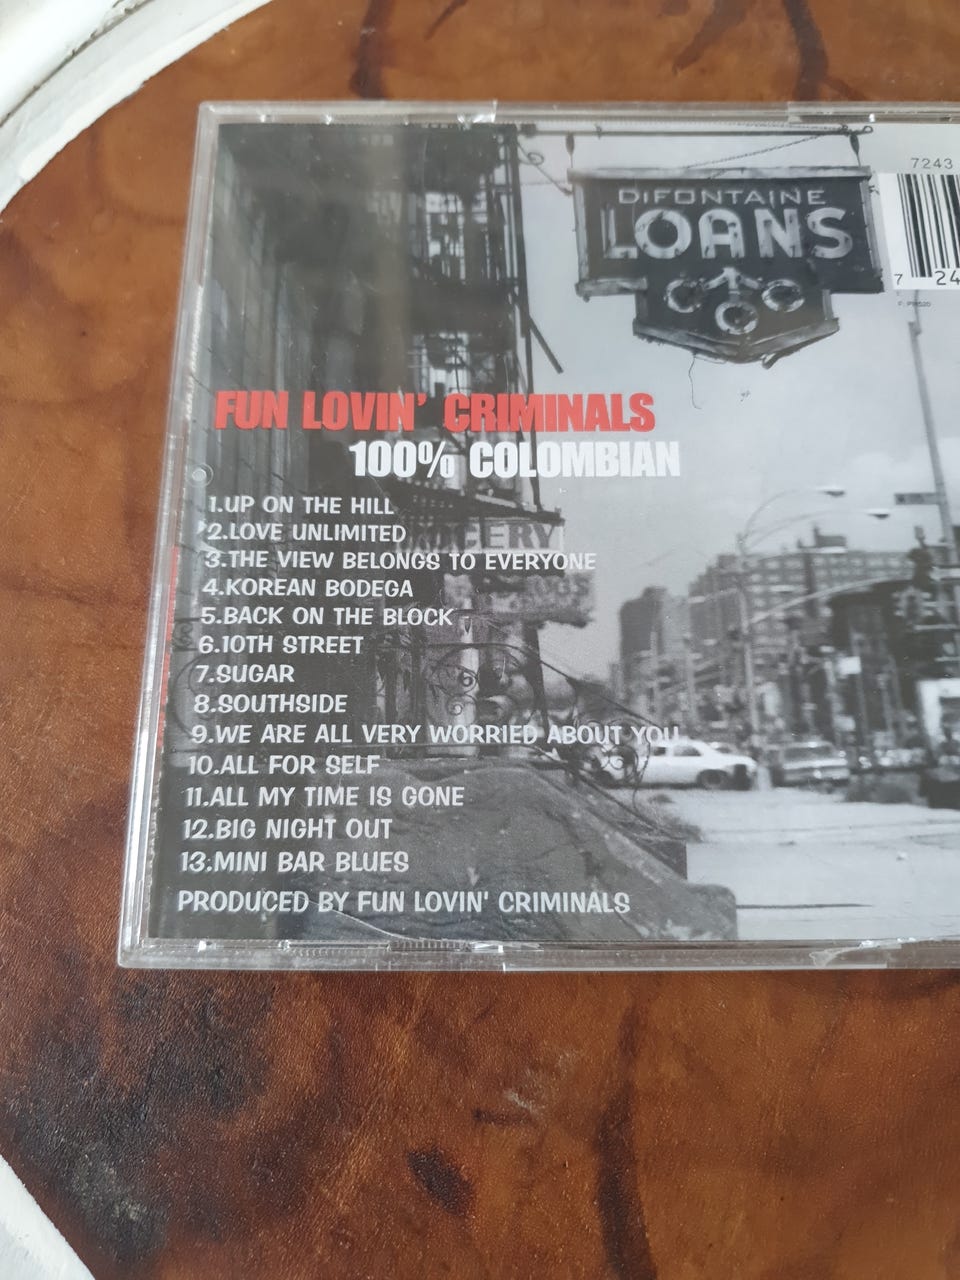 DIFONTAINE
LOANS
7243
7 24
FUN LOVIN' CRIMINALS
100% COLOMBIAN
1.UP ON THE HILL
2.LOVE UNLIMITED
3.THE VIEW BELONGS TO EVERYONE
4.KOREAN BODEGA
5.BACK ON THE BLOCK
6.10TH STREET
7.SUGAR
8.SOUTHSIDE
9.WE ARE ALL VERY WORRIED ABOUT YOU
10.ALL FOR SELF
11.ALL MY TIME IS GONE
12.BIG NIGHT OUT
13.MINI BAR BLUES
PRODUCED BY FUN LOVIN' CRIMINALS